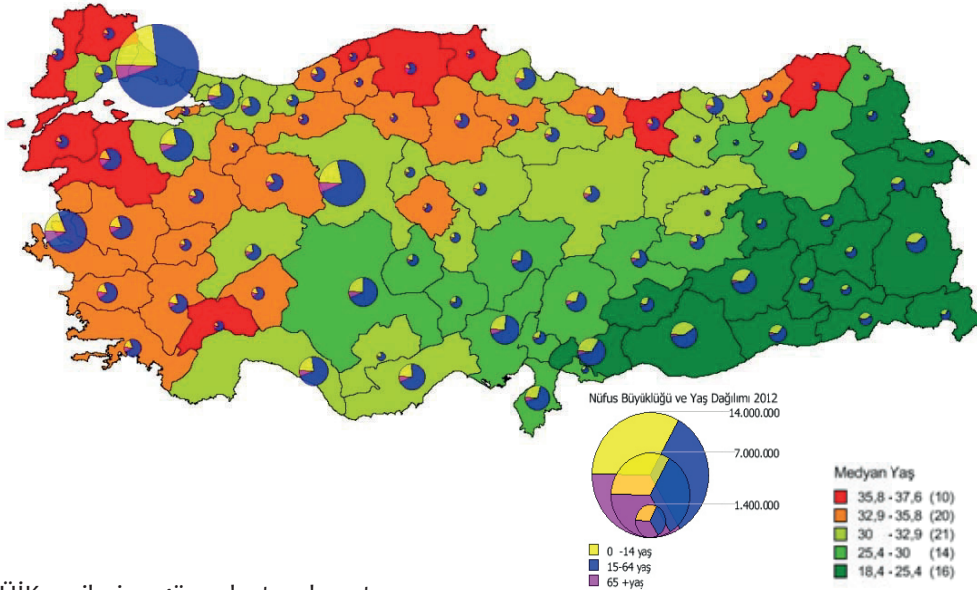 Nüfus Büyüklüğü ve Yaş Dağılımı 2012
14.000.000
7.000.000
1.400.000
0 -14 yaş
15-64 yaş
65 +yaş
Medyan Yaş
35,8 - 37,6 (10)
32,9 - 35,8 (20)
30 - 32,9 (21)
25,4 - 30 (14)
18,4 - 25,4 (16)